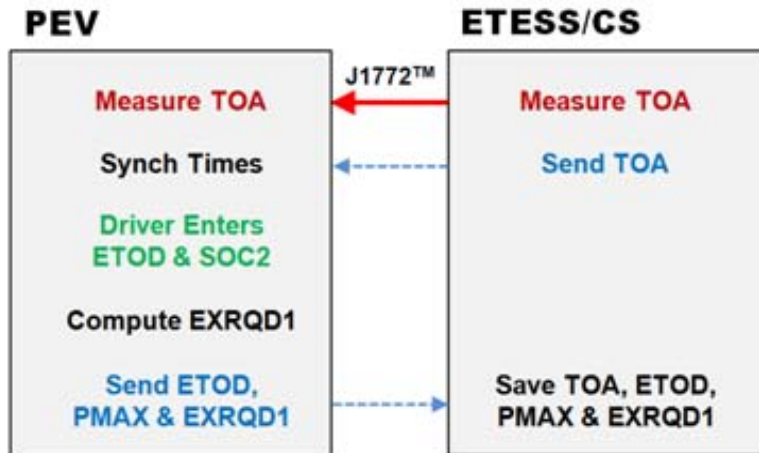 PEV
ETESS/CS
J1772™
Measure TOA
Measure TOA
Synch Times
Send TOA
Driver Enters
ETOD & SOC2
Compute EXRQD1
Send ETOD,
PMAX & EXRQD1
Save TOA, ETOD,
PMAX & EXRQD1